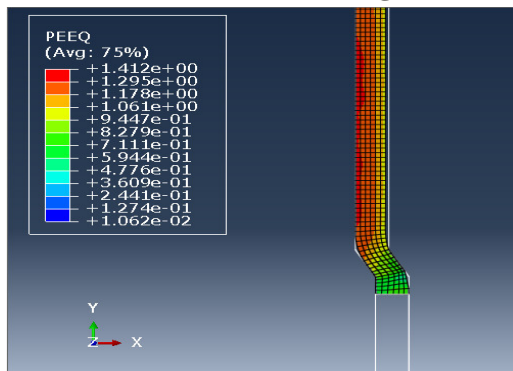 PEEQ
(Avg: 75%)
+1.412e+00
+1.295e+00
+1.178e+00
+1.061e+00
+9.447e-01
+8.279e-01
+7.111e-01
+5.944e-01
+4.776e-01
+3.609e-01
+2.441e-01
+1.274e-01
+1.062e-02
Y
Z X